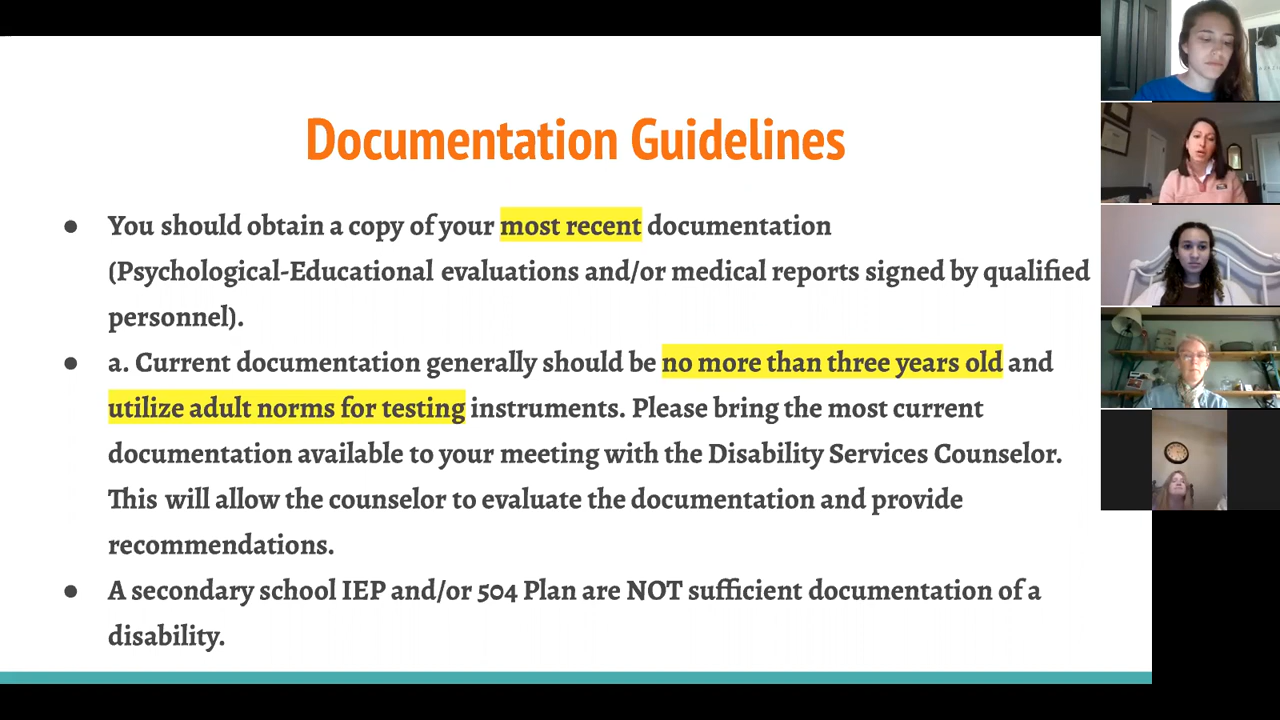 Documentation Guidelines
● You should obtain a copy of your most recent documentation
(Psychological-Educational evaluations and/or medical reports signed by qualified
personnel).
● a. Current documentation generally should be no more than three years old and
utilize adult norms for testing instruments. Please bring the most current
documentation available to your meeting with the Disability Services Counselor.
This will allow the counselor to evaluate the documentation and provide
recommendations.
● A secondary school IEP and/or 504 Plan are NOT sufficient documentation of a
disability.